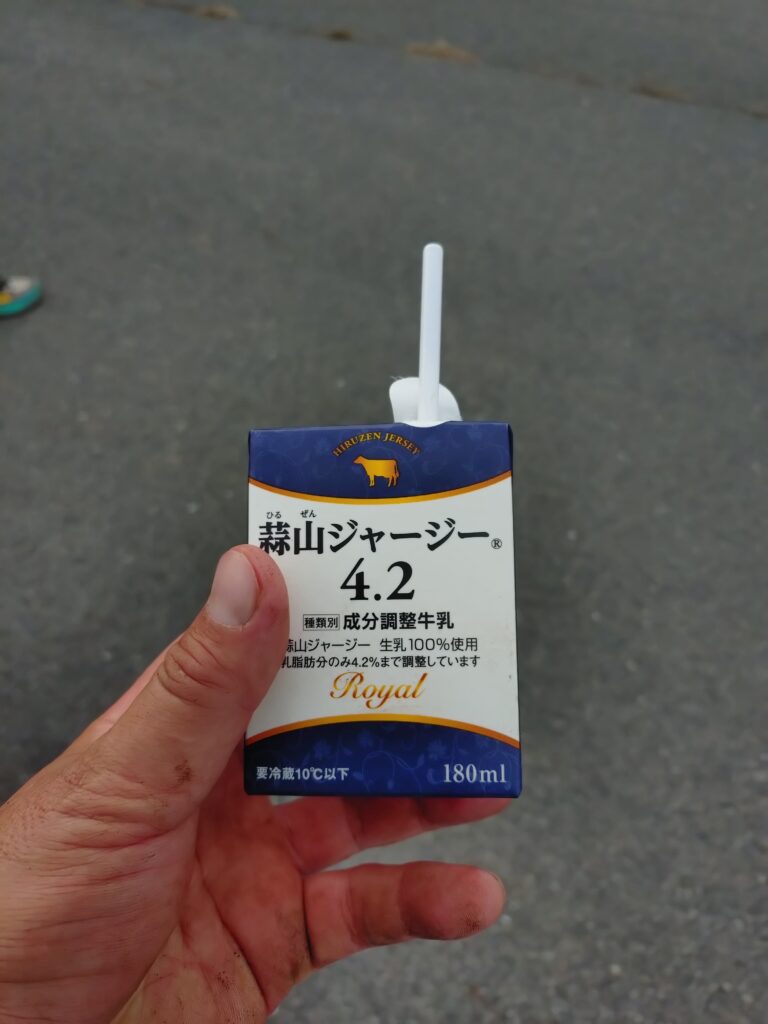 HIRUZEN JERSEY
ひる ぜん
蒜山ジャージー®
4.2
種類別 成分調整牛乳
蒜山ジャージー 生乳100%使用
乳脂肪分のみ4.2%まで調整しています
Royal
要冷蔵10℃以下 180ml